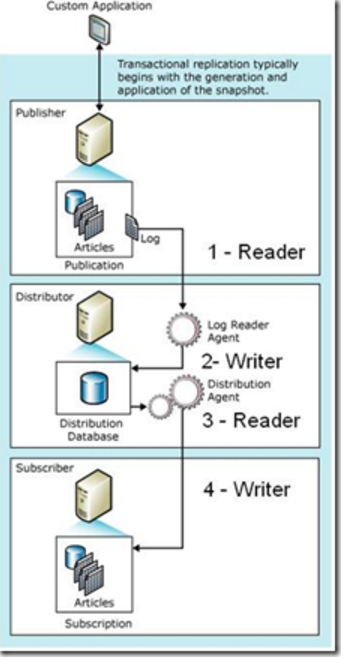 Custom Application
Transactional replication typically
begins with the generation and
application of the snapshot.
Publisher
Articles
Log
Publication
1 - Reader
Distributor
Log Reader
Agent
2- Writer
Distribution
Agent
Distribution
Database
3 - Reader
Subscriber
4 - Writer
Articles
Subscription